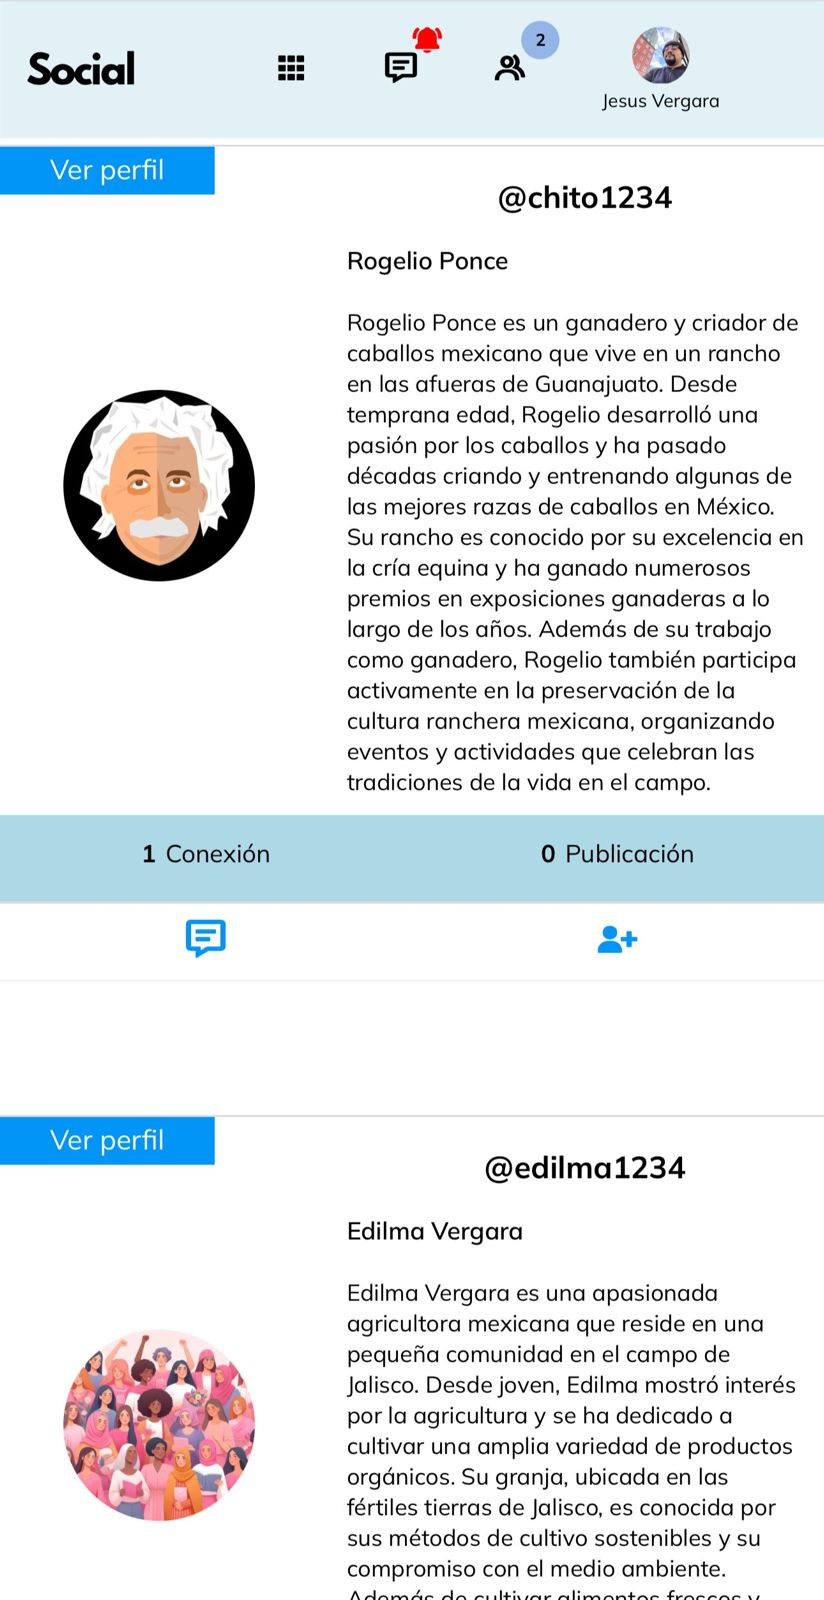 Social
2
Jesus Vergara
Ver perfil
@chito1234
Rogelio Ponce
Rogelio Ponce es un ganadero y criador de
caballos mexicano que vive en un rancho
en las afueras de Guanajuato. Desde
temprana edad, Rogelio desarrolló una
pasión por los caballos y ha pasado
décadas criando y entrenando algunas de
las mejores razas de caballos en México.
Su rancho es conocido por su excelencia en
la cría equina y ha ganado numerosos
premios en exposiciones ganaderas a lo
largo de los años. Además de su trabajo
como ganadero, Rogelio también participa
activamente en la preservación de la
cultura ranchera mexicana, organizando
eventos y actividades que celebran las
tradiciones de la vida en el campo.
1 Conexión
0 Publicación
Ver perfil
@edilma1234
Edilma Vergara
Edilma Vergara es una apasionada
agricultora mexicana que reside en una
pequeña comunidad en el campo de
Jalisco. Desde joven, Edilma mostró interés
por la agricultura y se ha dedicado a
cultivar una amplia variedad de productos
orgánicos. Su granja, ubicada en las
fértiles tierras de Jalisco, es conocida por
sus métodos de cultivo sostenibles y su
compromiso con el medio ambiente.
Además de cultivar alimentos frescos y